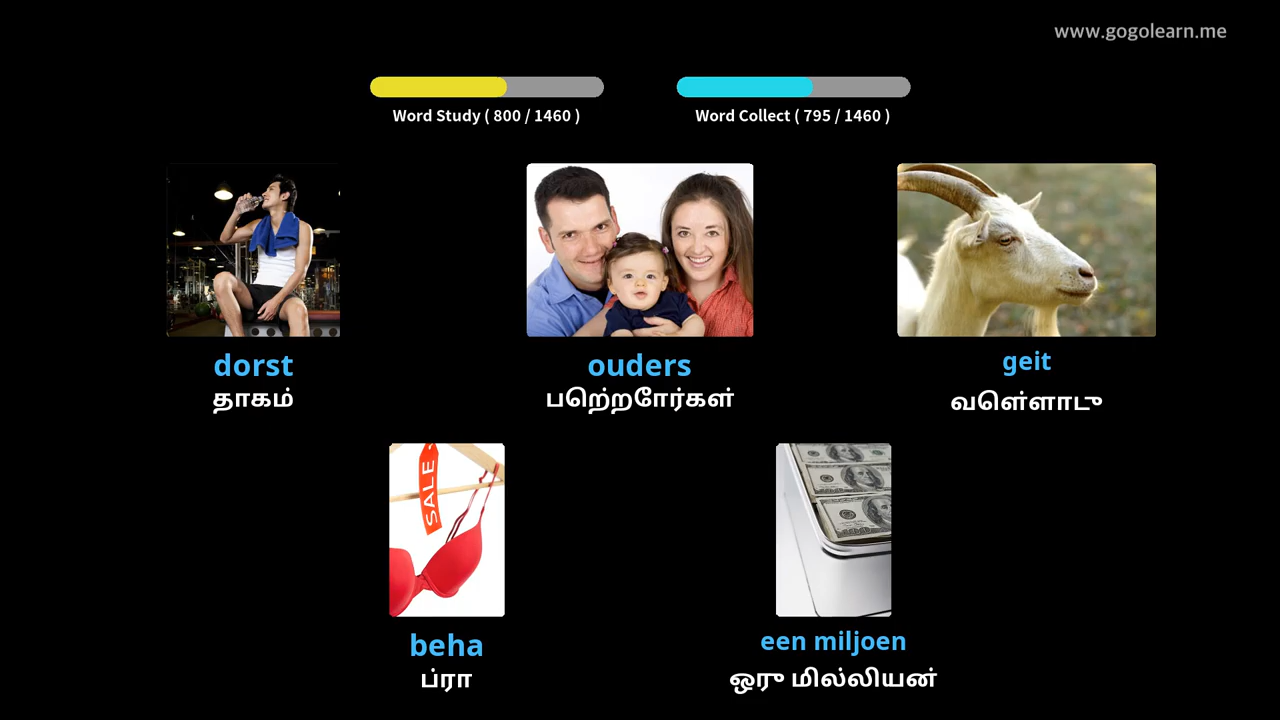 www.gogolearn.me
Word Study ( 800 / 1460 )
Word Collect ( 795 / 1460 )
dorst
தாகம்
ouders
பெற்றோர்கள்
geit
வெள்ளாடு
SALE
beha
ப்ரா
een miljoen
ஒரு மில்லியன்